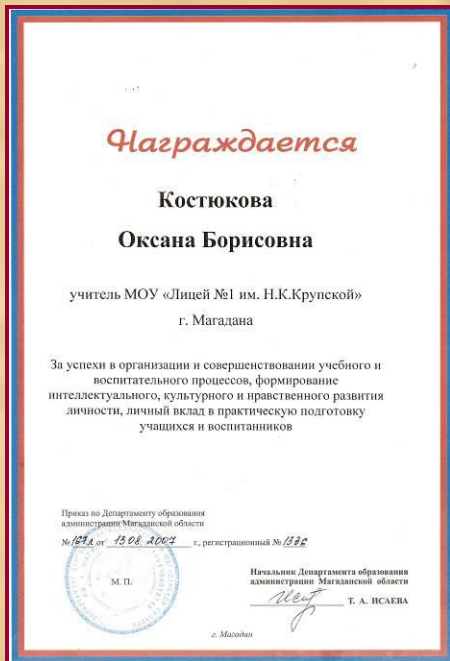 Награждается
Костюкова
Оксана Борисовна
учитель МОУ «Лицей №1 им. Н.К.Крупской»
г. Магадана
За успехи в организации и совершенствовании учебного и
воспитательного процессов, формирование
интеллектуального, культурного и нравственного развития
личности, личный вклад в практическую подготовку
учащихся и воспитанников
Приказ по Департаменту образования
администрации Магаданской области
№ от 13.08.2007 г., регистрационный № 1336
М. П.
Начальник Департамента образования
администрации Магаданской области
Т. А. ИСАЕВА
г. Магадан